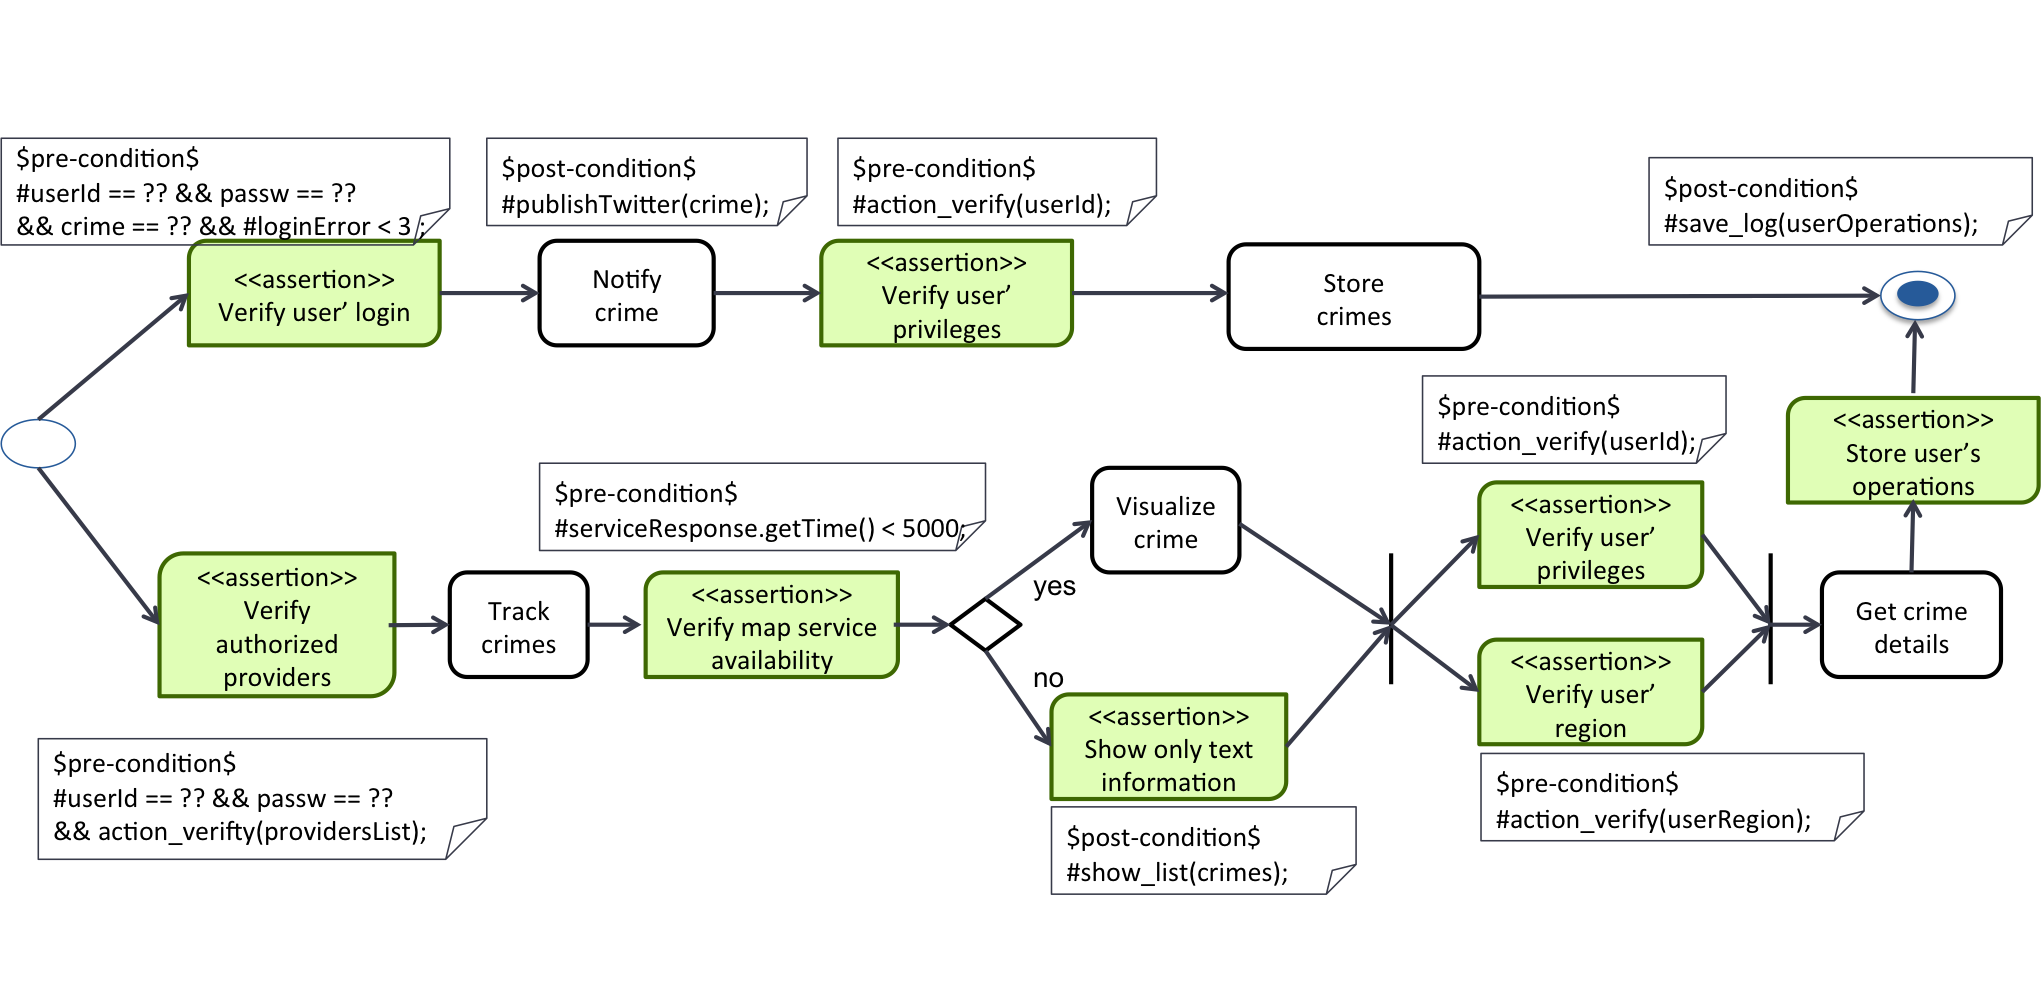 $pre-condition$
#userId == ?? && passw == ??
&& crime == ?? && #loginError < 3 ;
$post-condition$
#publishTwitter(crime);
$pre-condition$
#action_verify(userId);
$post-condition$
#save_log(userOperations);
<<assertion>>
Verify user’ login
Notify
crime
<<assertion>>
Verify user’
privileges
Store
crimes
$pre-condition$
#action_verify(userId);
<<assertion>>
Store user’s
operations
$pre-condition$
#serviceResponse.getTime() < 5000;
Visualize
crime
<<assertion>>
Verify user’
privileges
<<assertion>>
Verify
authorized
providers
Track
crimes
<<assertion>>
Verify map service
availability
yes
no
<<assertion>>
Show only text
information
<<assertion>>
Verify user’
region
Get crime
details
$pre-condition$
#userId == ?? && passw == ??
&& action_verifty(providersList);
$post-condition$
#show_list(crimes);
$pre-condition$
#action_verify(userRegion);